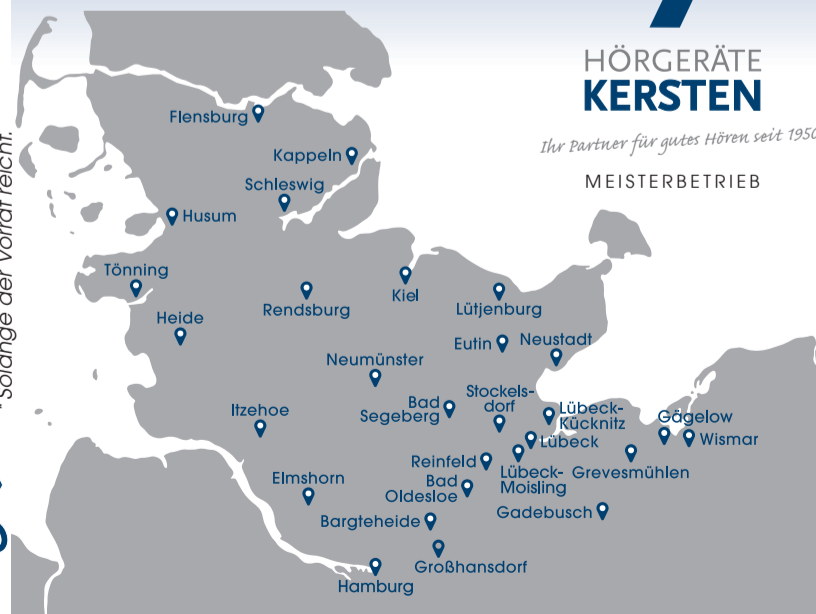 HÖRGERÄTE
KERSTEN
Ihr Partner für gutes Hören seit 1950
MEISTERBETRIEB
*Solange der Vorrat reicht.
Flensburg
Kappeln
Schleswig
Husum
Tönning
Rendsburg
Kiel
Lütjenburg
Heide
Eutin
Neustadt
Neumünster
Bad
Segeberg
Stockels-
dorf
Lübeck-
Kücknitz
Gägelow
Itzehoe
Lübeck
Wismar
Reinfeld
Lübeck-
Moisling
Grevesmühlen
Elmshorn
Bad
Oldesloe
Gadebusch
Bargteheide
Großhansdorf
Hamburg